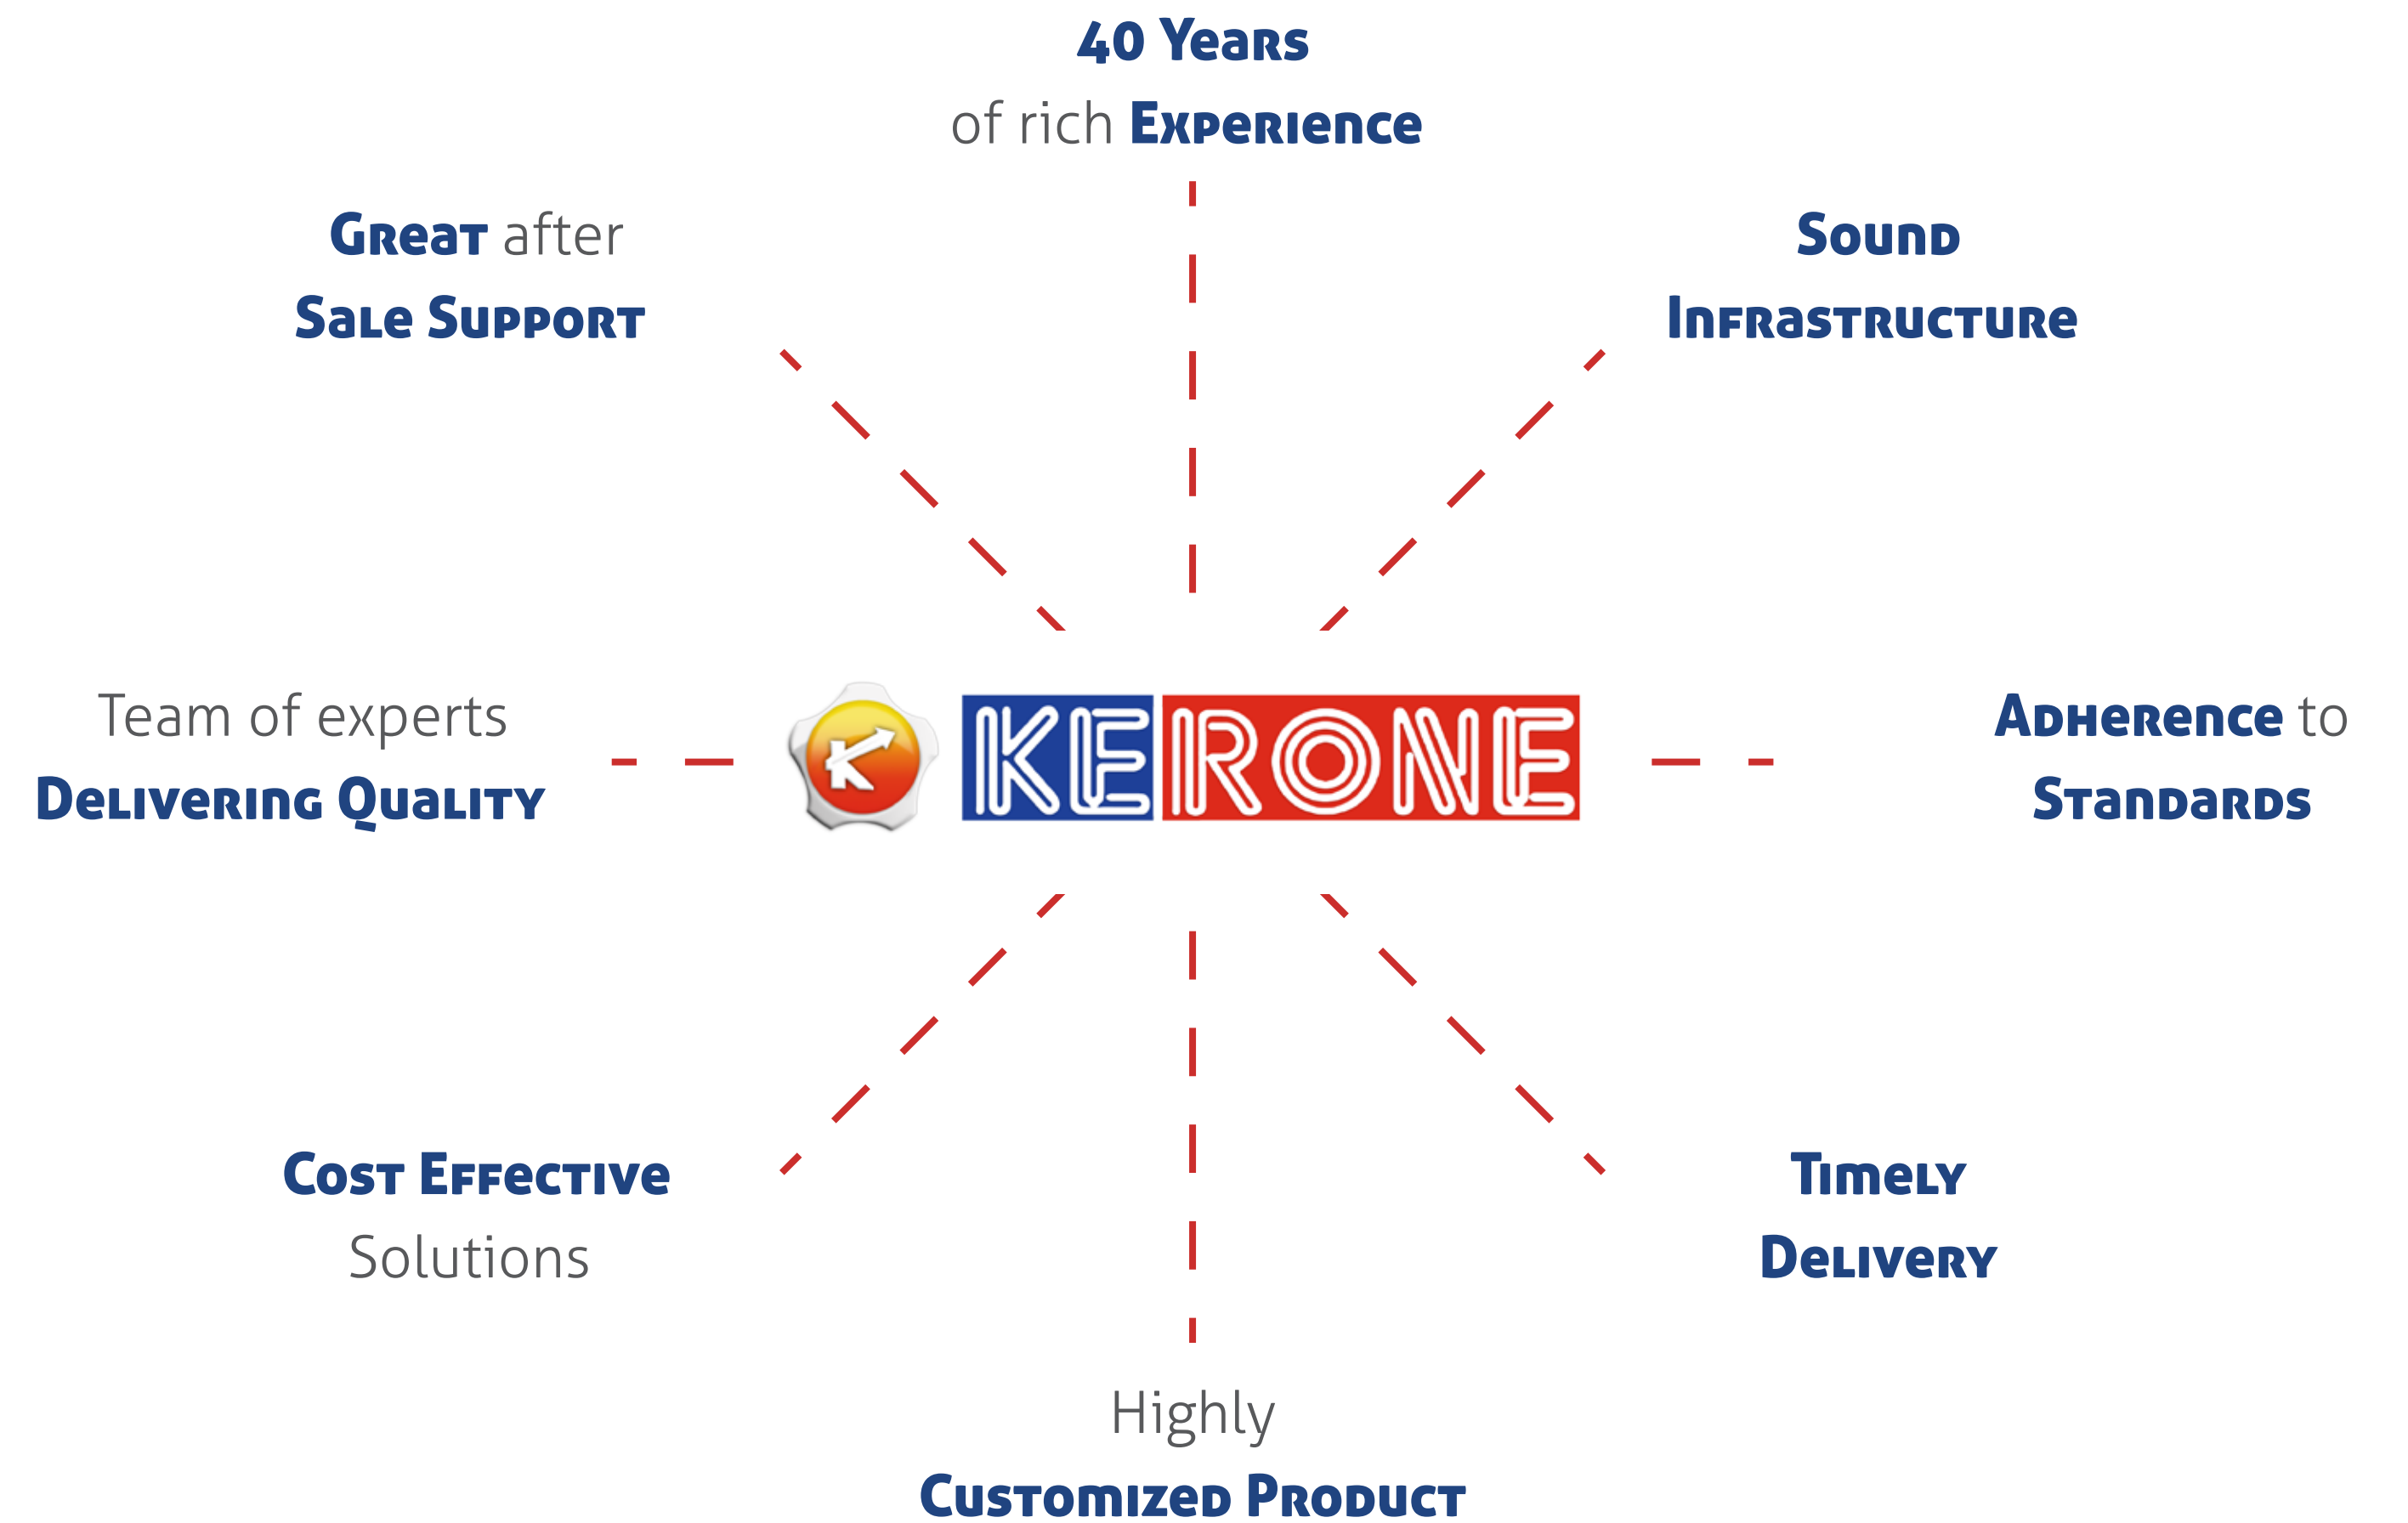 40 Years
of rich Experience
Great after
Sale Support
Sound
Infrastructure
Team of experts
Delivering Quality
K KERONE
Adherence to
Standards
Cost Effective
Solutions
Timely
Delivery
Highly
Customized Product